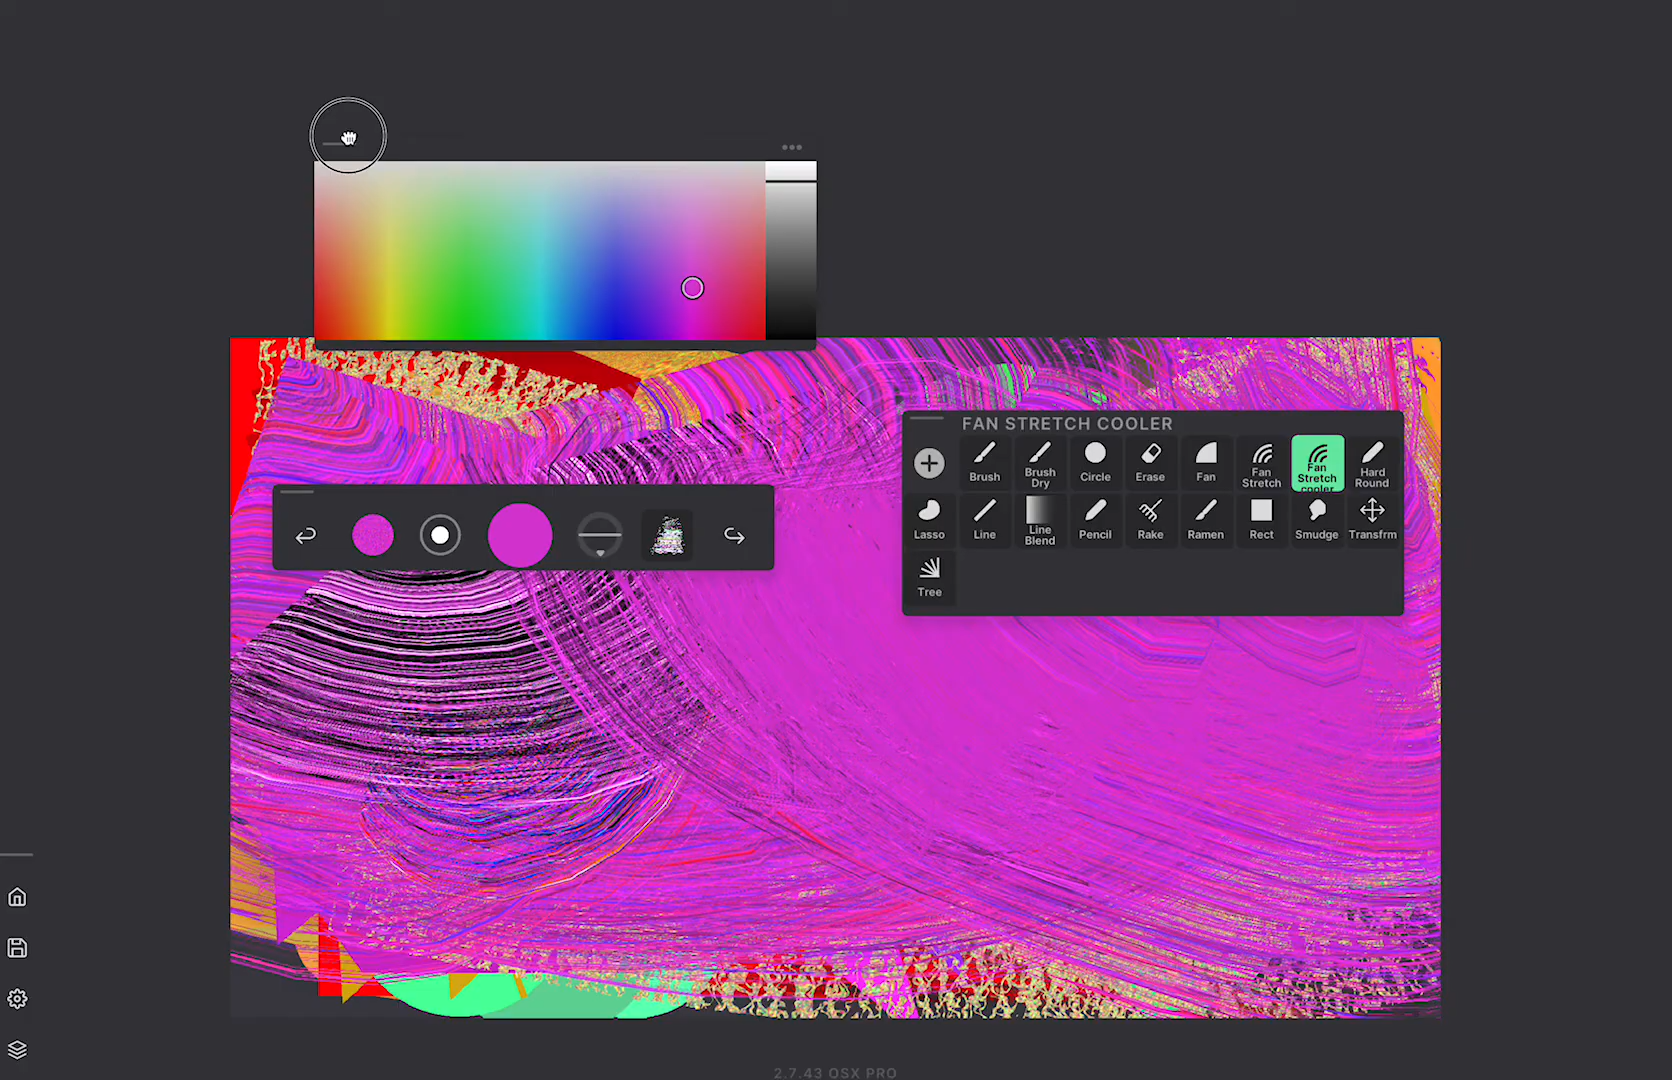 FAN STRETCH COOLER
Brush
Brush Dry
Circle
Erase
Fan
Fan Stretch
Fan Stretch cooler
Hard Round
Lasso
Line
Line Blend
Pencil
Rake
Ramen
Rect
Smudge
Transfrm
Tree
2.7.43 OSX PRO